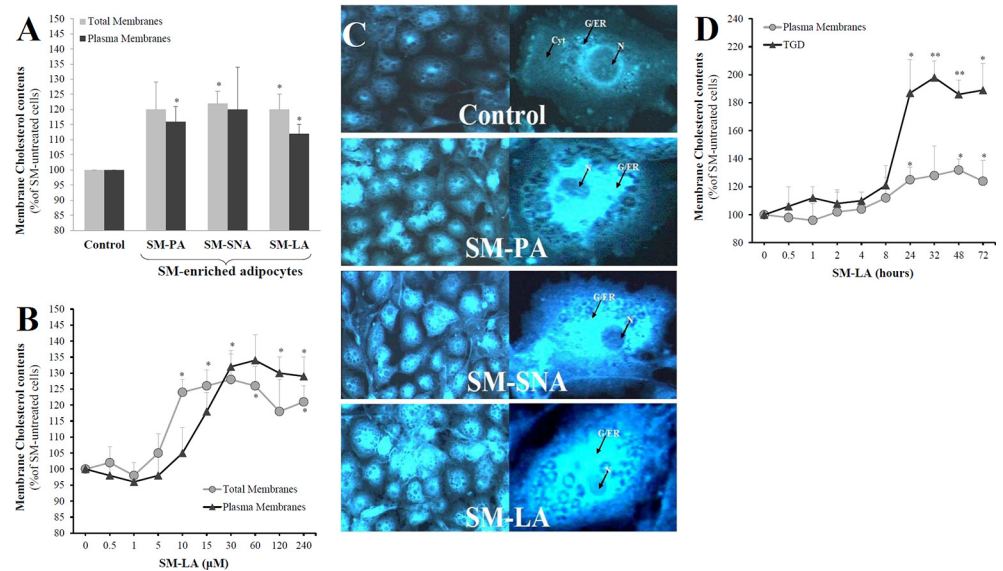 A
Total Membranes
Plasma Membranes
Membrane Cholesterol contents
(% of SM-untreated cells)
150
145
140
135
130
125
120
115
110
105
100
95
90
85
80
*
*
*
*
Control
SM-PA
SM-SNA
SM-LA
SM-enriched adipocytes
B
Membrane Cholesterol contents
(%of SM-untreated cells)
150
145
140
135
130
125
120
115
110
105
100
95
90
85
80
*
*
*
*
*
*
*
*
Total Membranes
Plasma Membranes
0
0.5
1
5
10
15
30
60
120
240
SM-LA (µM)
C
G/ER
Cyt
N
Control
N
G/ER
SM-PA
G/ER
N
SM-SNA
G/ER
N
SM-LA
D
Plasma Membranes
TGD
Membrane Cholesterol contents
(%of SM-untreated cells)
240
220
200
180
160
140
120
100
80
*
**
**
*
*
*
*
0
0.5
1
2
4
8
24
32
48
72
SM-LA (hours)